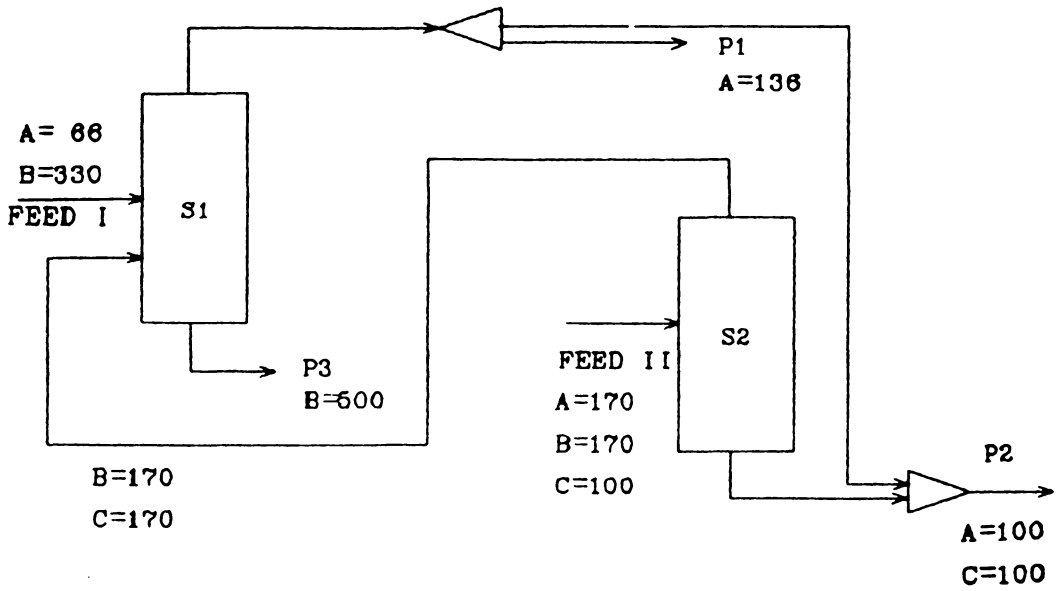 P1
A=136
A= 66
B=330
FEED I
S1
S2
P3
B=500
FEED II
A=170
B=170
C=100
B=170
C=170
P2
A=100
C=100